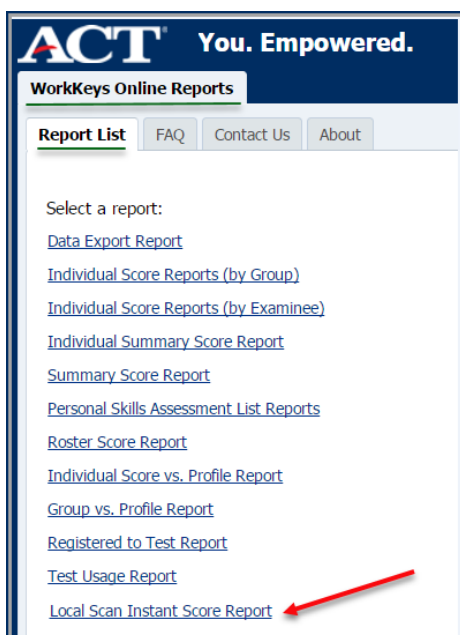 ACT You. Empowered.
WorkKeys Online Reports
Report List FAQ Contact Us About
Select a report:
Data Export Report
Individual Score Reports (by Group)
Individual Score Reports (by Examinee)
Individual Summary Score Report
Summary Score Report
Personal Skills Assessment List Reports
Roster Score Report
Individual Score vs. Profile Report
Group vs. Profile Report
Registered to Test Report
Test Usage Report
Local Scan Instant Score Report